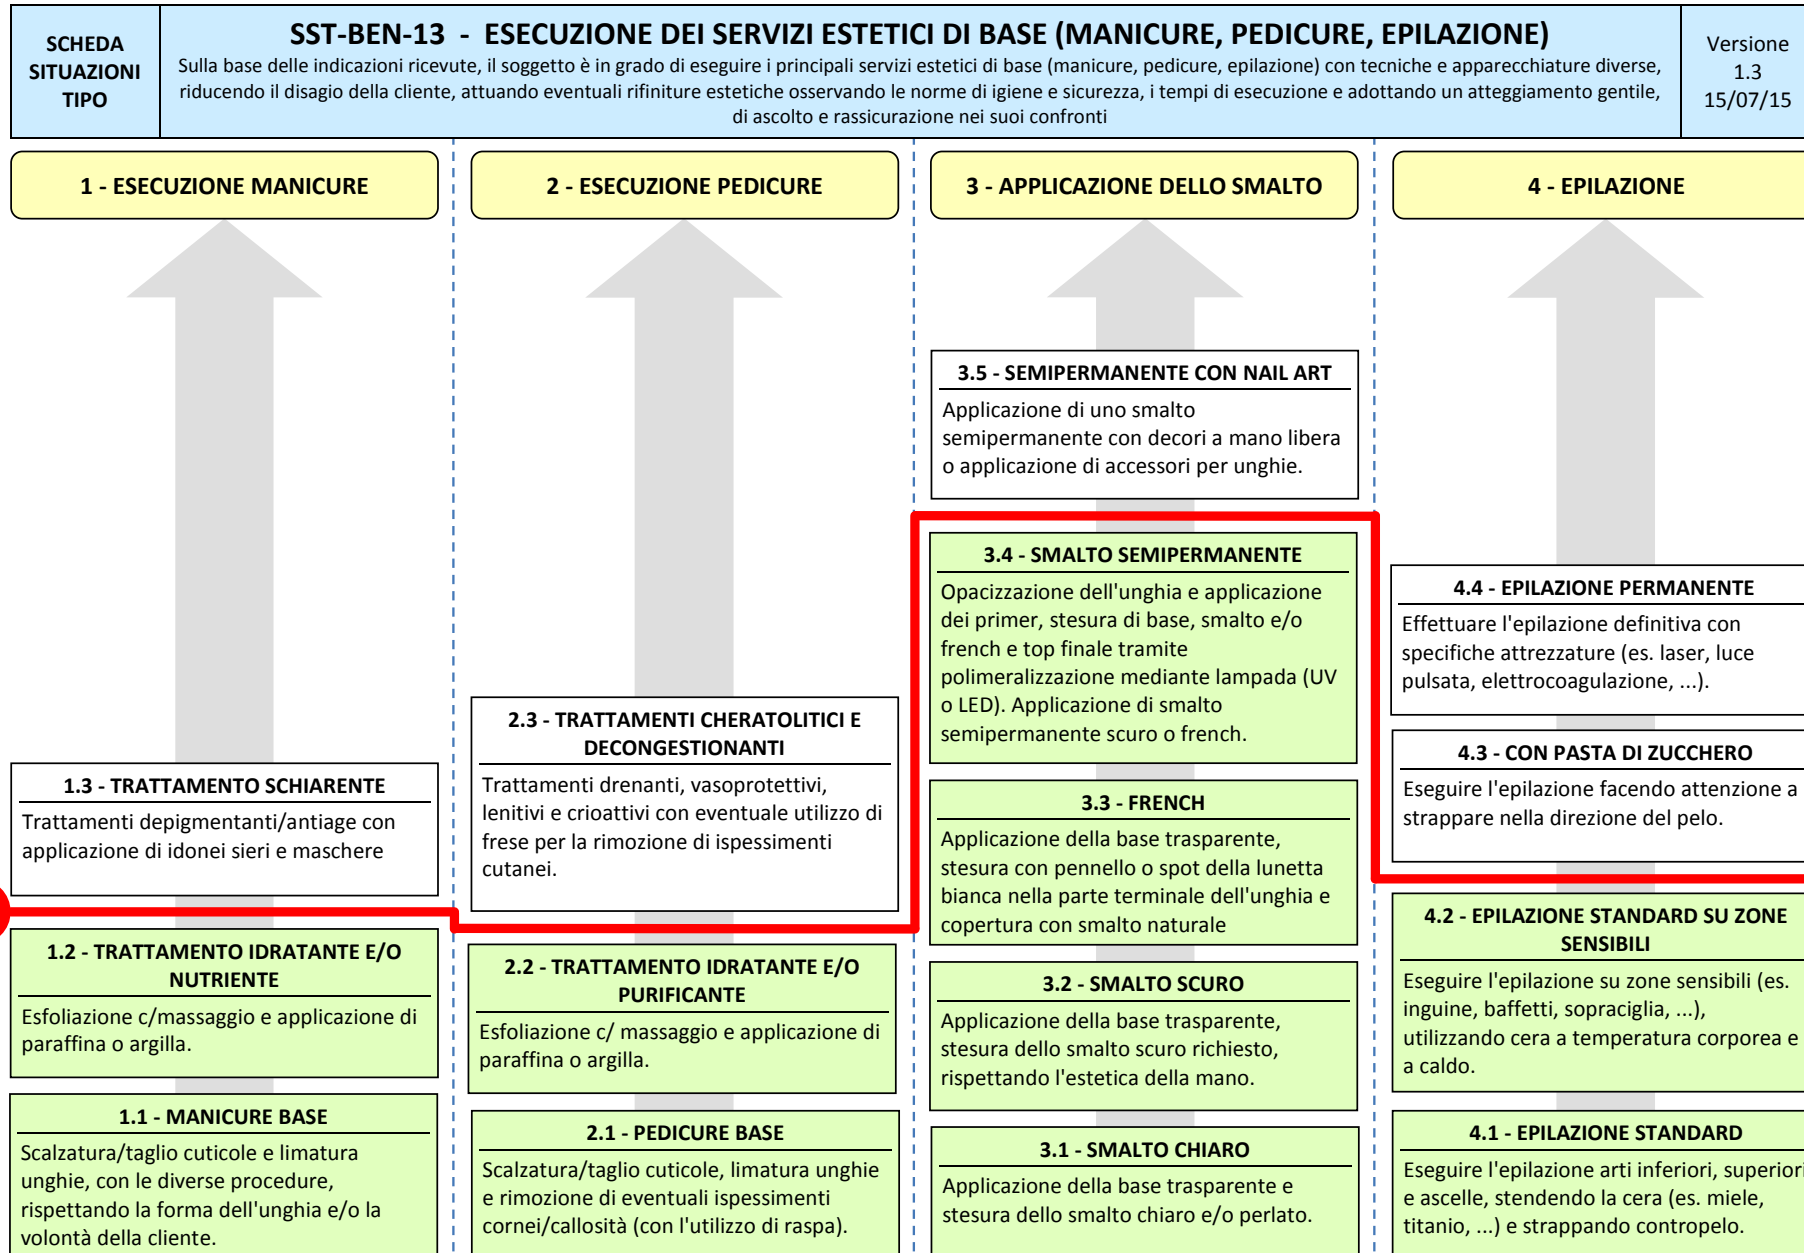 SCHEDA
SITUAZIONI
TIPO
SST-BEN-13 - ESECUZIONE DEI SERVIZI ESTETICI DI BASE (MANICURE, PEDICURE, EPILAZIONE)
Sulla base delle indicazioni ricevute, il soggetto è in grado di eseguire i principali servizi estetici di base (manicure, pedicure, epilazione) con tecniche e apparecchiature diverse,
riducendo il disagio della cliente, attuando eventuali rifiniture estetiche osservando le norme di igiene e sicurezza, i tempi di esecuzione e adottando un atteggiamento gentile,
di ascolto e rassicurazione nei suoi confronti
Versione
1.3
15/07/15
1 - ESECUZIONE MANICURE
1.3 - TRATTAMENTO SCHIARENTE
Trattamenti depigmentanti/antiage con
applicazione di idonei sieri e maschere
1.2 - TRATTAMENTO IDRATANTE E/O
NUTRIENTE
Esfoliazione c/massaggio e applicazione di
paraffina o argilla.
1.1 - MANICURE BASE
Scalzatura/taglio cuticole e limatura
unghie, con le diverse procedure,
rispettando la forma dell'unghia e/o la
volontà della cliente.
2 - ESECUZIONE PEDICURE
2.3 - TRATTAMENTI CHERATOLITICI E
DECONGESTIONANTI
Trattamenti drenanti, vasoprotettivi,
lenitivi e crioattivi con eventuale utilizzo di
frese per la rimozione di ispessimenti
cutanei.
2.2 - TRATTAMENTO IDRATANTE E/O
PURIFICANTE
Esfoliazione c/ massaggio e applicazione di
paraffina o argilla.
2.1 - PEDICURE BASE
Scalzatura/taglio cuticole, limatura unghie
e rimozione di eventuali ispessimenti
cornei/callosità (con l'utilizzo di raspa).
3 - APPLICAZIONE DELLO SMALTO
3.5 - SEMIPERMANENTE CON NAIL ART
Applicazione di uno smalto
semipermanente con decori a mano libera
o applicazione di accessori per unghie.
3.4 - SMALTO SEMIPERMANENTE
Opacizzazione dell'unghia e applicazione
dei primer, stesura di base, smalto e/o
french e top finale tramite
polimeralizzazione mediante lampada (UV
o LED). Applicazione di smalto
semipermanente scuro o french.
3.3 - FRENCH
Applicazione della base trasparente,
stesura con pennello o spot della lunetta
bianca nella parte terminale dell'unghia e
copertura con smalto naturale
3.2 - SMALTO SCURO
Applicazione della base trasparente,
stesura dello smalto scuro richiesto,
rispettando l'estetica della mano.
3.1 - SMALTO CHIARO
Applicazione della base trasparente e
stesura dello smalto chiaro e/o perlato.
4 - EPILAZIONE
4.4 - EPILAZIONE PERMANENTE
Effettuare l'epilazione definitiva con
specifiche attrezzature (es. laser, luce
pulsata, elettrocoagulazione, ...).
4.3 - CON PASTA DI ZUCCHERO
Eseguire l'epilazione facendo attenzione a
strappare nella direzione del pelo.
4.2 - EPILAZIONE STANDARD SU ZONE
SENSIBILI
Eseguire l'epilazione su zone sensibili (es.
inguine, baffetti, sopraciglia, ...),
utilizzando cera a temperatura corporea e
a caldo.
4.1 - EPILAZIONE STANDARD
Eseguire l'epilazione arti inferiori, superiori
e ascelle, stendendo la cera (es. miele,
titanio, ...) e strappando contropelo.